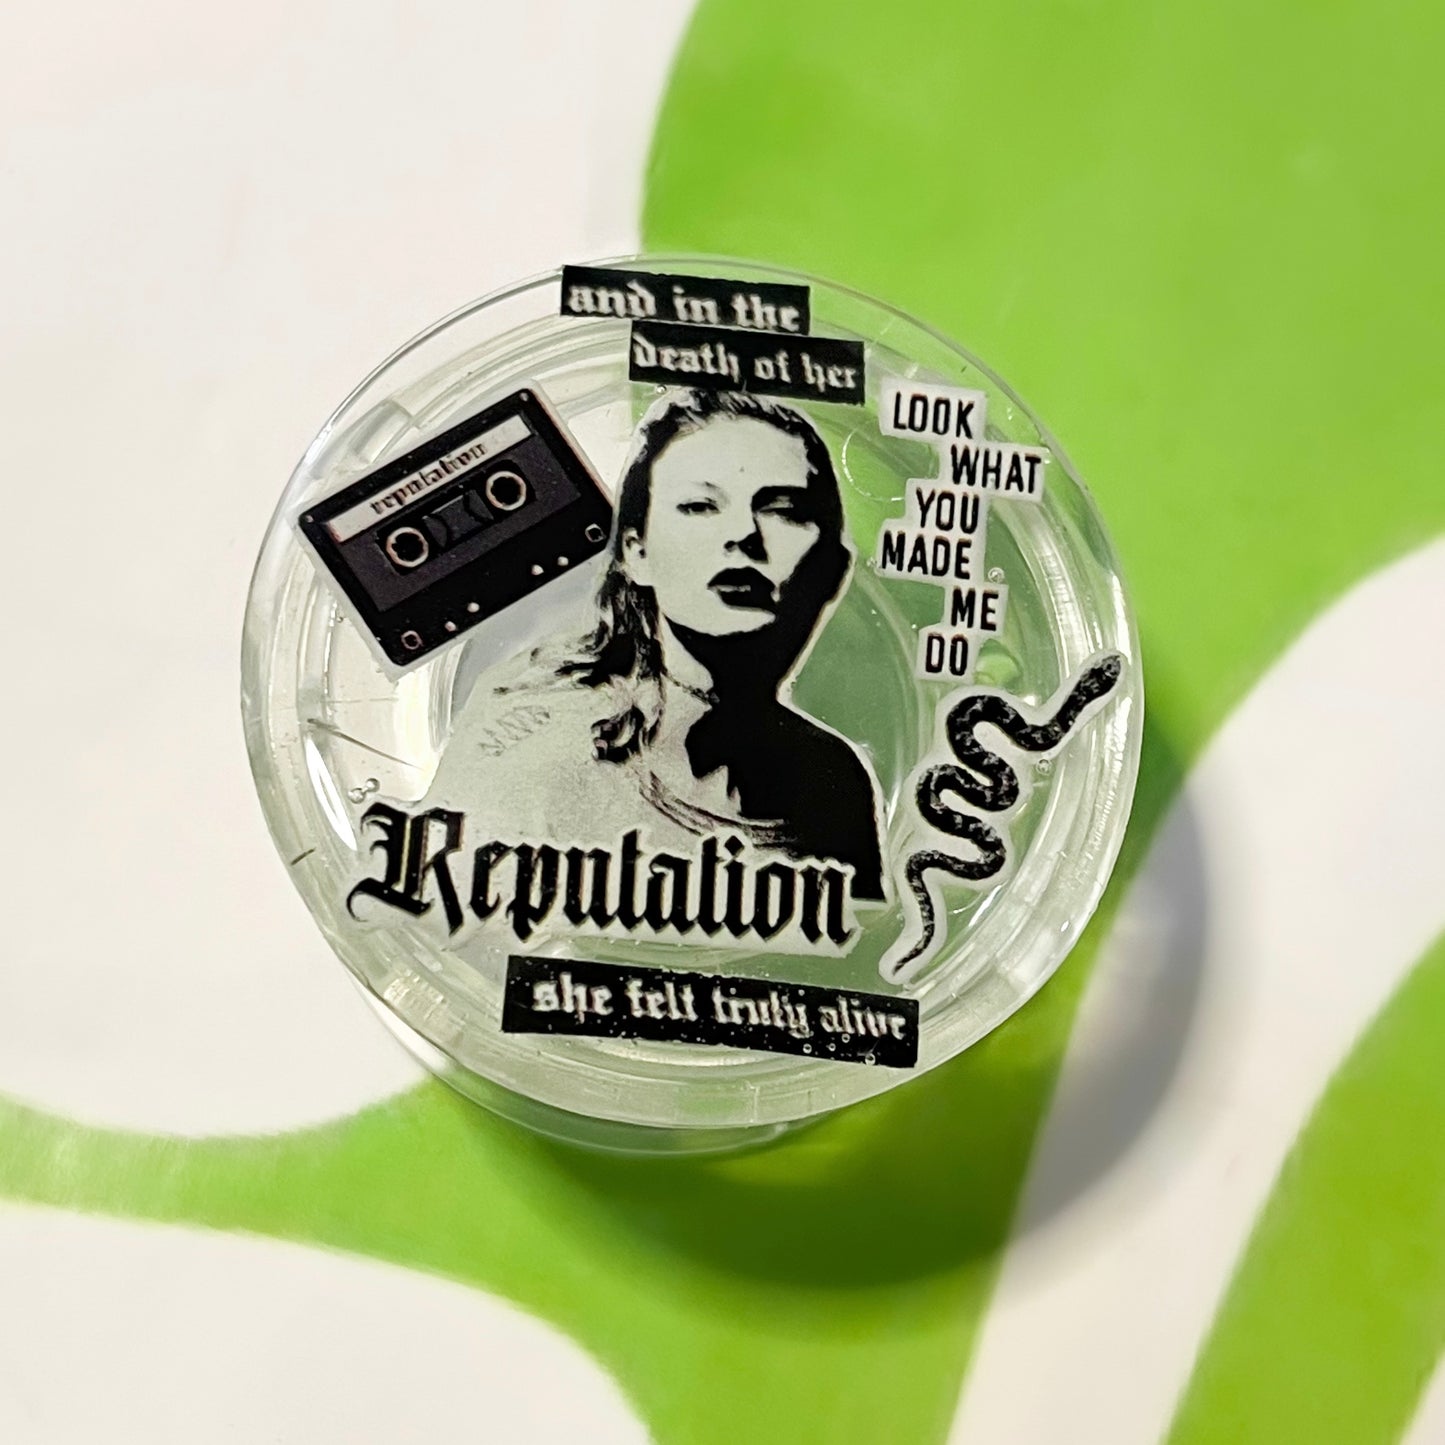 and in the
death of her
reputation
LOOK
WHAT
YOU
MADE
ME
DO
Reputation
she felt truly alive